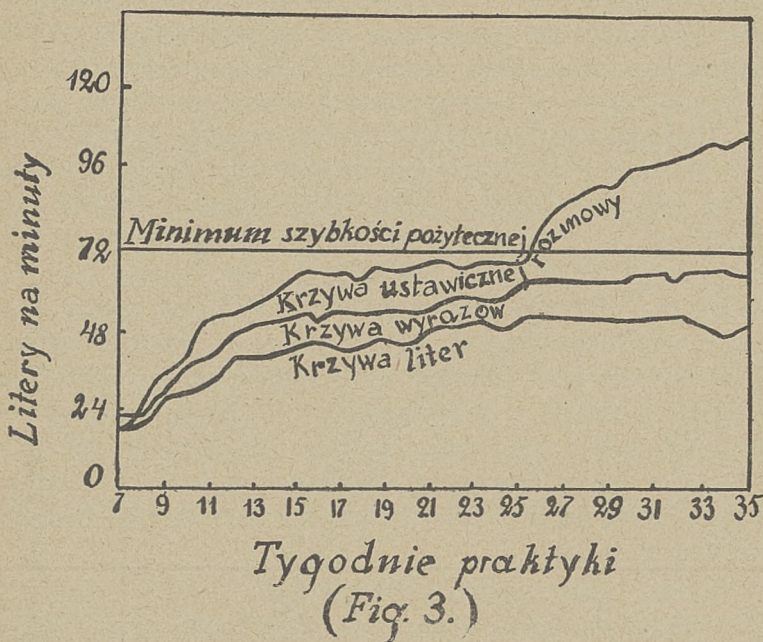 120
96
72
48
24
0
Litery na minuty
Minimum szybkości pożytecznej
Krzywa ustawicznej rozmowy
Krzywa wyrazów
Krzywa liter
7 9 11 13 15 17 19 21 23 25 27 29 31 33 35
Tygodnie praktyki
(Fig. 3.)